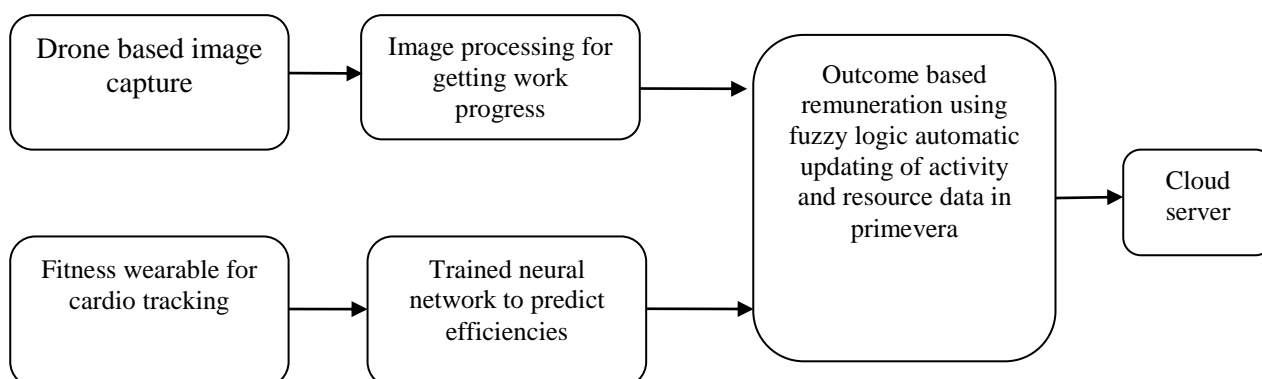 Drone based image
capture
Image processing for
getting work
progress
Outcome based
remuneration using
fuzzy logic automatic
updating of activity
and resource data in
primevera
Cloud
server
Fitness wearable for
cardio tracking
Trained neural
network to predict
efficiencies